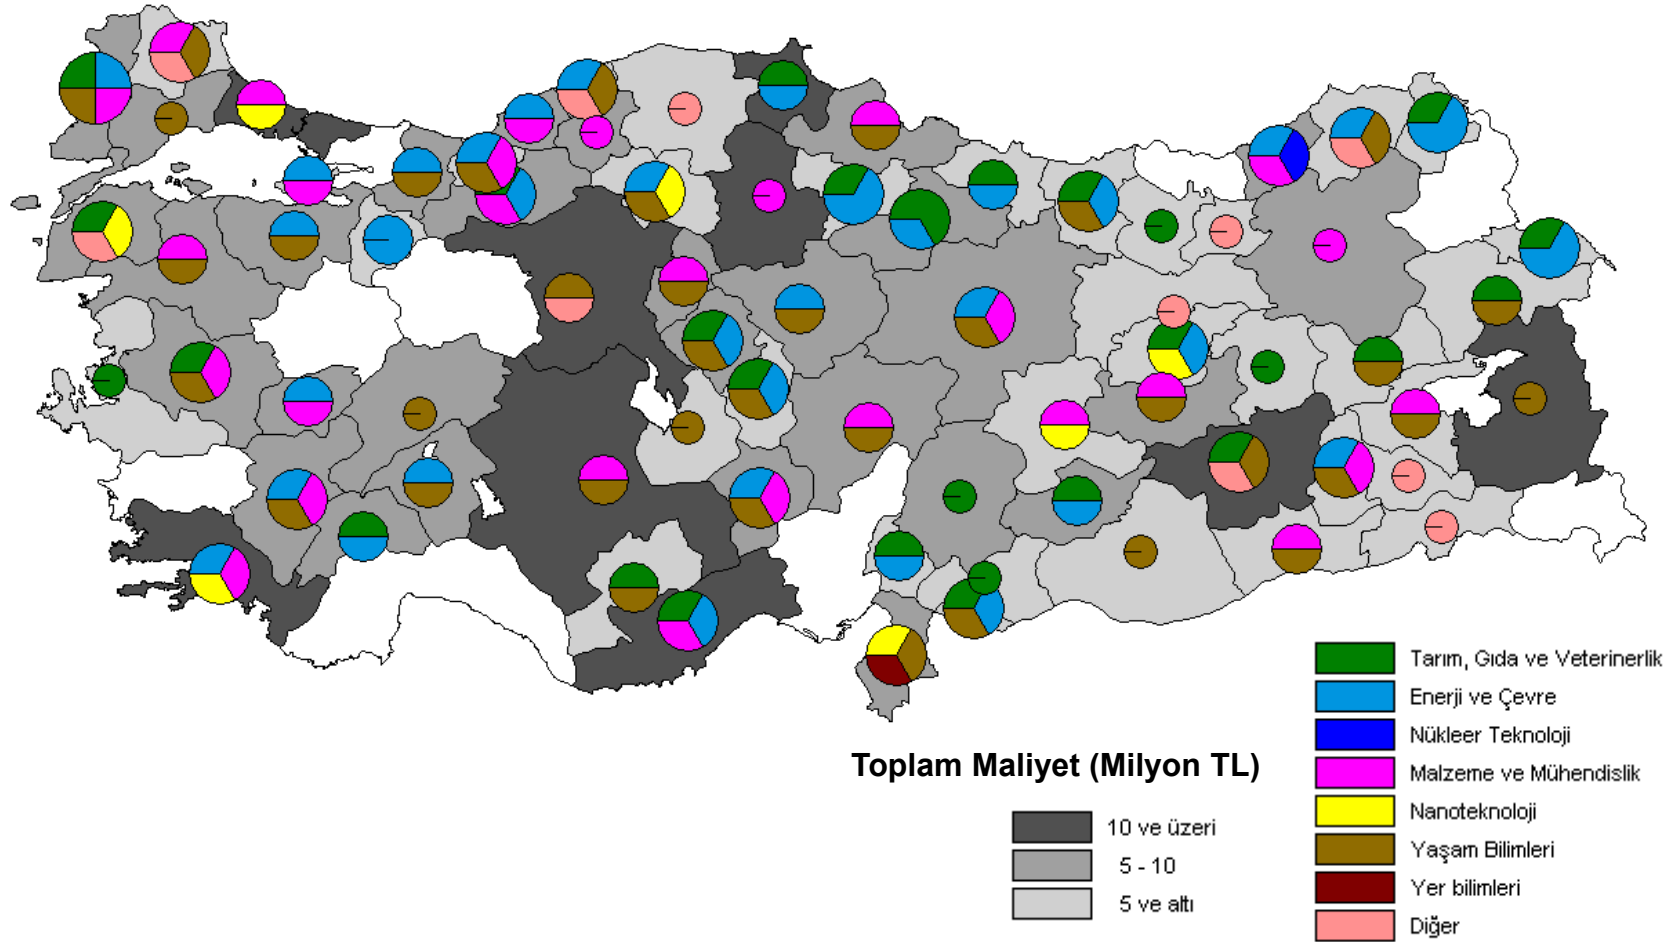 Toplam Maliyet (Milyon TL)
10 ve üzeri
5 - 10
5 ve altı
Tarım, Gıda ve Veterinerlik
Enerji ve Çevre
Nükleer Teknoloji
Malzeme ve Mühendislik
Nanoteknoloji
Yaşam Bilimleri
Yer bilimleri
Diğer